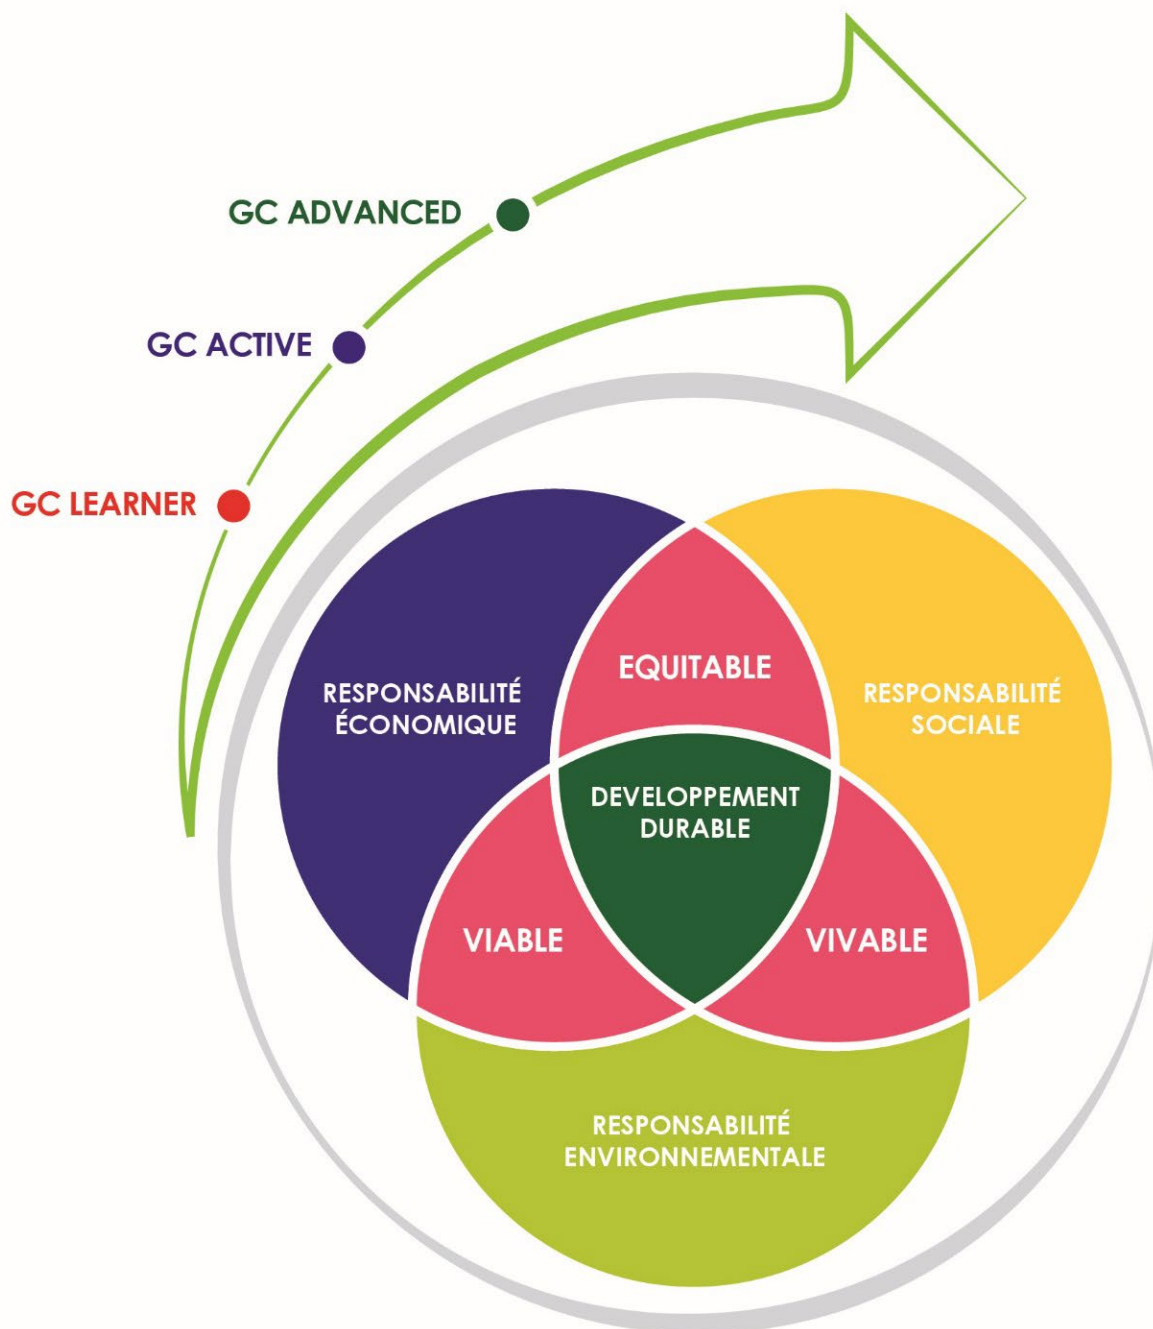 GC ADVANCED
GC ACTIVE
GC LEARNER
EQUITABLE
RESPONSABILITÉ
ÉCONOMIQUE
RESPONSABILITÉ
SOCIALE
DEVELOPPEMENT
DURABLE
VIABLE
VIVABLE
RESPONSABILITÉ
ENVIRONNEMENTALE